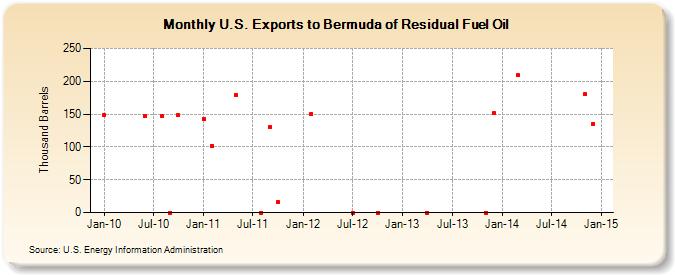 Monthly U.S. Exports to Bermuda of Residual Fuel Oil
Thousand Barrels
250
200
150
100
50
0
Jan-10 Jul-10 Jan-11 Jul-11 Jan-12 Jul-12 Jan-13 Jul-13 Jan-14 Jul-14 Jan-15
Source: U.S. Energy Information Administration